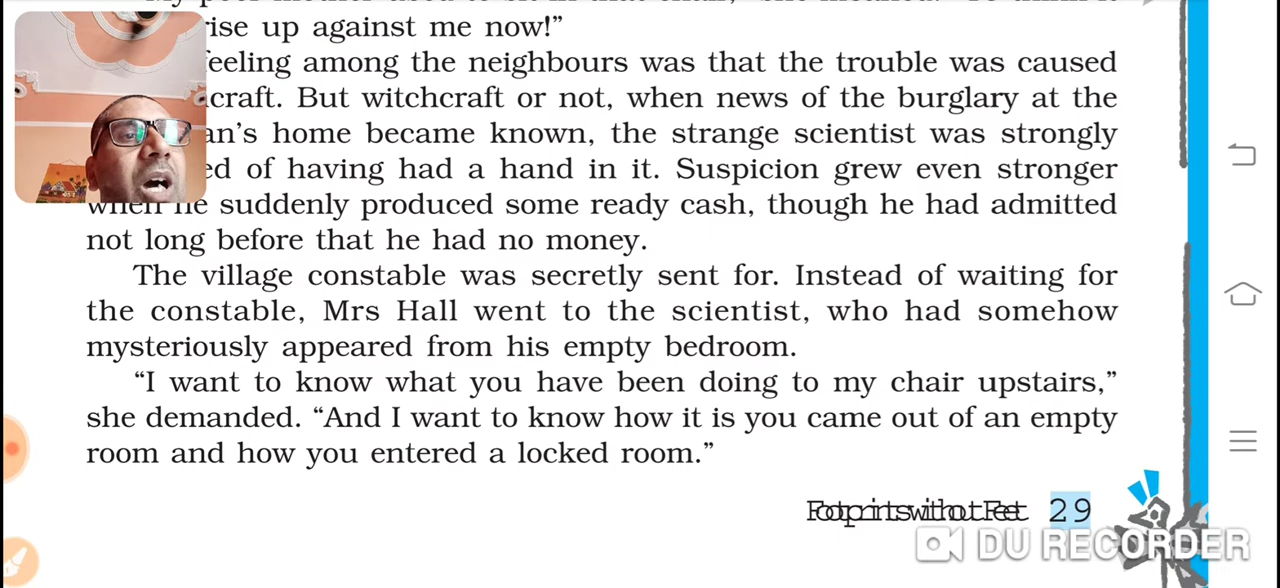 rise up against me now!”
feeling among the neighbours was that the trouble was caused
craft. But witchcraft or not, when news of the burglary at the
an’s home became known, the strange scientist was strongly
ed of having had a hand in it. Suspicion grew even stronger
when he suddenly produced some ready cash, though he had admitted
not long before that he had no money.
The village constable was secretly sent for. Instead of waiting for
the constable, Mrs Hall went to the scientist, who had somehow
mysteriously appeared from his empty bedroom.
“I want to know what you have been doing to my chair upstairs,”
she demanded. “And I want to know how it is you came out of an empty
room and how you entered a locked room.”
Footprints without Feet 29
DU RECORDER